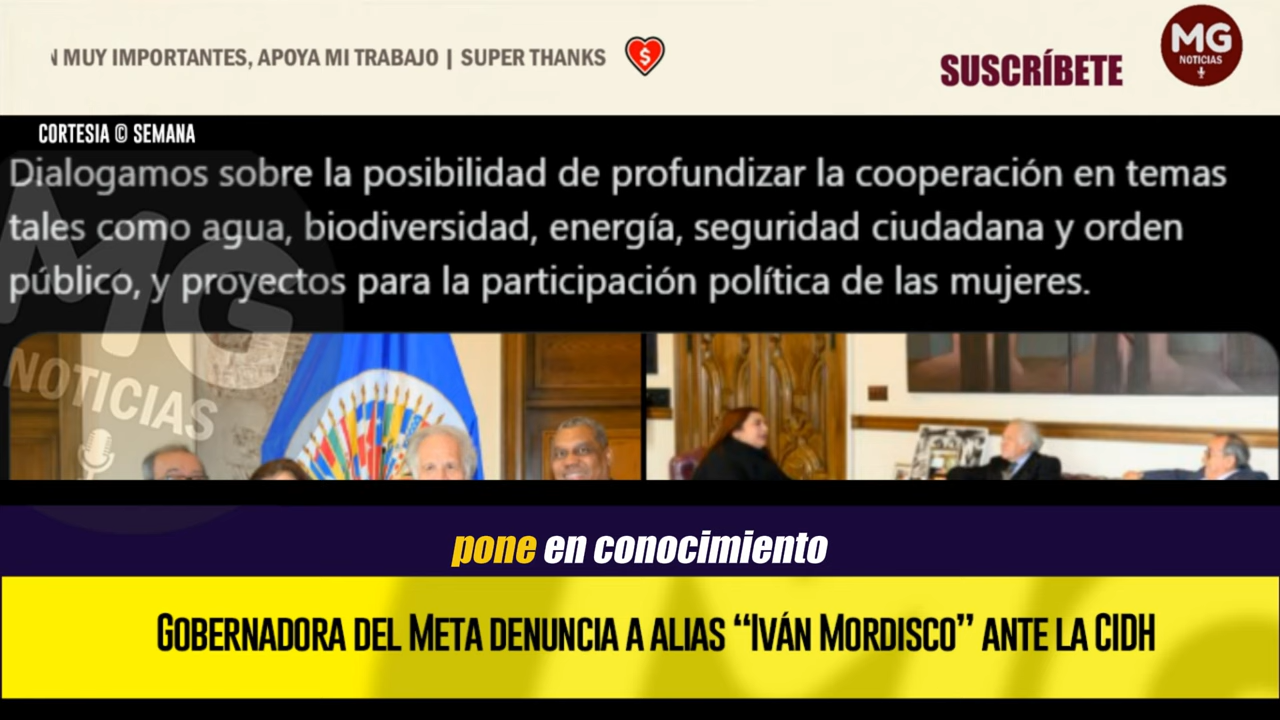 N MUY IMPORTANTES, APOYA MI TRABAJO | SUPER THANKS
SUSCRÍBETE
MG
NOTICIAS
CORTESIA © SEMANA
Dialogamos sobre la posibilidad de profundizar la cooperación en temas
tales como agua, biodiversidad, energía, seguridad ciudadana y orden
público, y proyectos para la participación política de las mujeres.
MG
NOTICIAS
pone en conocimiento
GOBERNADORA DEL META DENUNCIA A ALIAS “IVÁN MORDISCO” ANTE LA CIDH